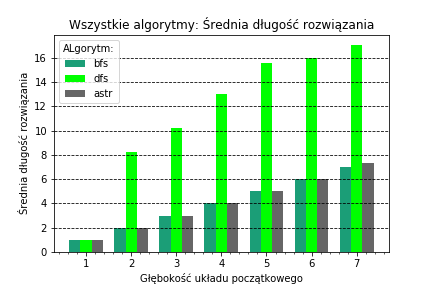 Wszystkie algorytmy: Średnia długość rozwiązania
ALgorytm:
bfs
dfs
astr
Średnia długość rozwiązania
16
14
12
10
8
6
4
2
0
1 2 3 4 5 6 7
Głębokość układu początkowego